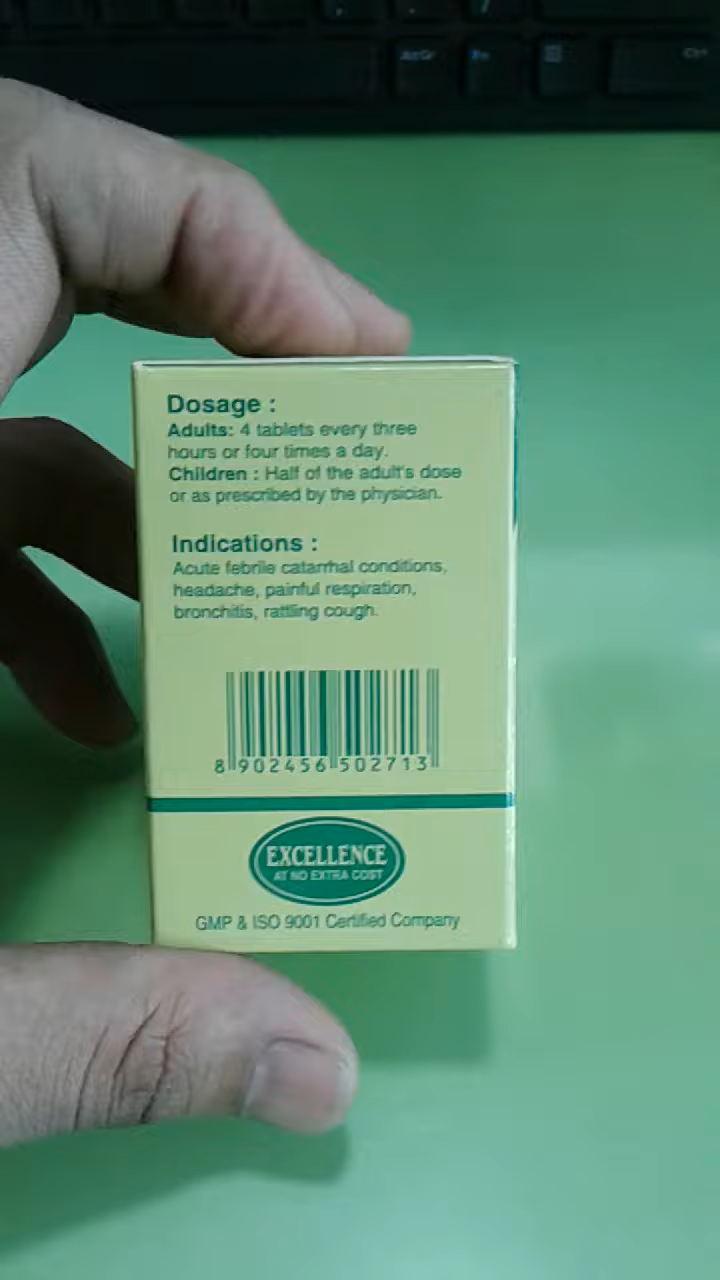 Dosage :
Adults: 4 tablets every three
hours or four times a day.
Children : Half of the adult's dose
or as prescribed by the physician.
Indications :
Acute febrile catarrhal conditions,
headache, painful respiration,
bronchitis, rattling cough.
8 902456 502713
EXCELLENCE
AT NO EXTRA COST
GMP & ISO 9001 Certified Company